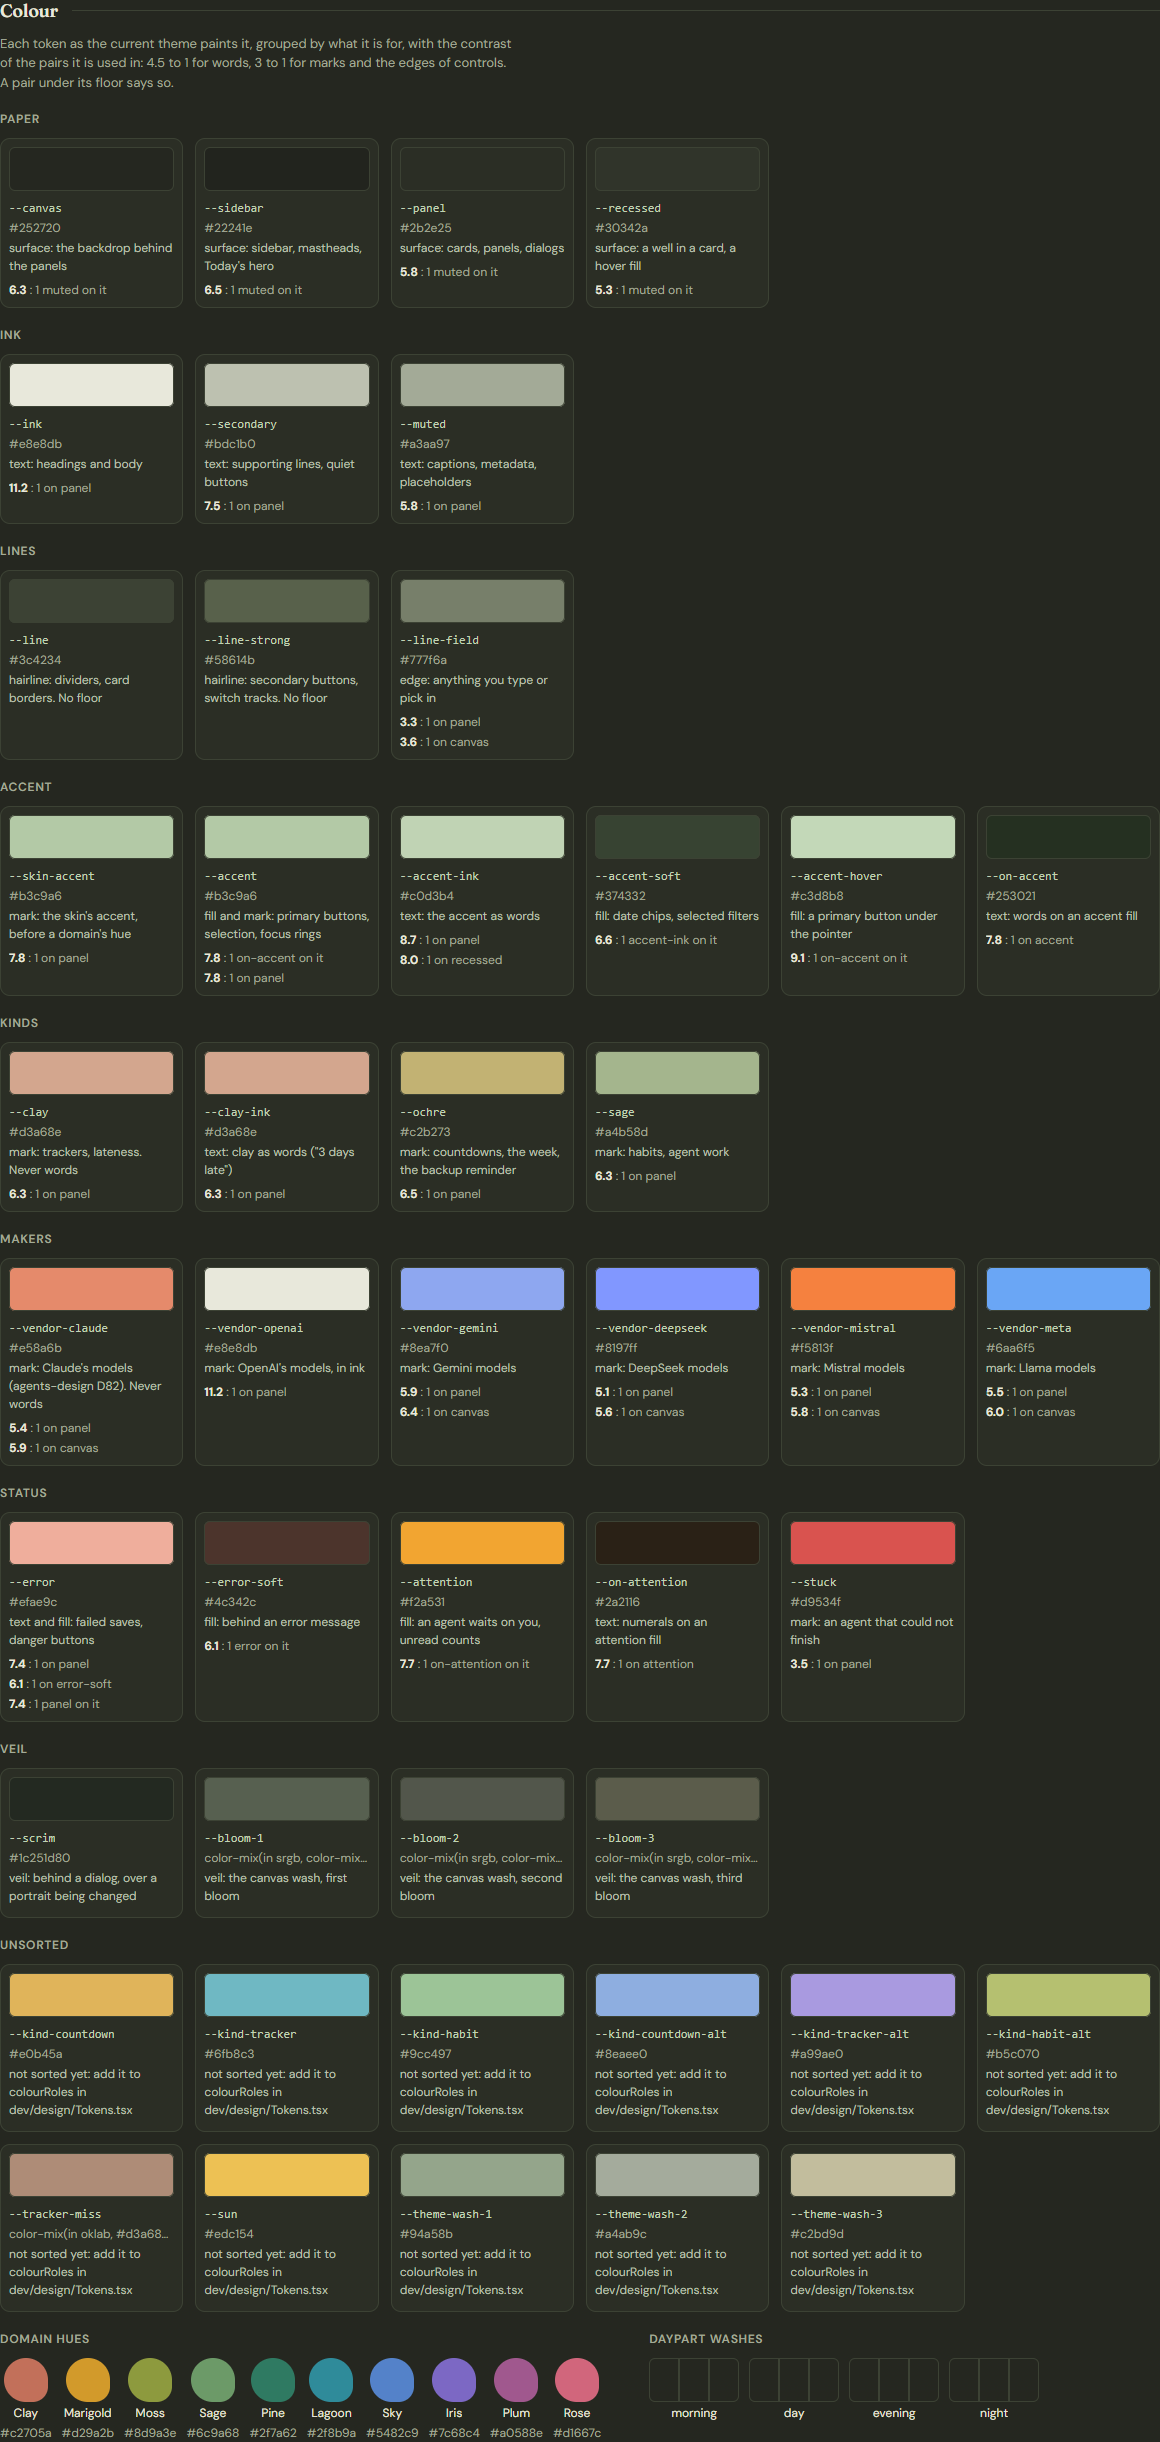 Colour
Each token as the current theme paints it, grouped by what it is for, with the contrast
of the pairs it is used in: 4.5 to 1 for words, 3 to 1 for marks and the edges of controls.
A pair under its floor says so.
PAPER
--canvas
#252720
surface: the backdrop behind
the panels
6.3 : 1 muted on it
--sidebar
#22241e
surface: sidebar, mastheads,
Today's hero
6.5 : 1 muted on it
--panel
#2b2e25
surface: cards, panels, dialogs
5.8 : 1 muted on it
--recessed
#30342a
surface: a well in a card, a
hover fill
5.3 : 1 muted on it
INK
--ink
#e8e8db
text: headings and body
11.2 : 1 on panel
--secondary
#bdc1b0
text: supporting lines, quiet
buttons
7.5 : 1 on panel
--muted
#a3aa97
text: captions, metadata,
placeholders
5.8 : 1 on panel
LINES
--line
#3c4234
hairline: dividers, card
borders. No floor
--line-strong
#58614b
hairline: secondary buttons,
switch tracks. No floor
--line-field
#777f6a
edge: anything you type or
pick in
3.3 : 1 on panel
3.6 : 1 on canvas
ACCENT
--skin-accent
#b3c9a6
mark: the skin's accent,
before a domain's hue
7.8 : 1 on panel
--accent
#b3c9a6
fill and mark: primary buttons,
selection, focus rings
7.8 : 1 on-accent on it
7.8 : 1 on panel
--accent-ink
#c0d3b4
text: the accent as words
8.7 : 1 on panel
8.0 : 1 on recessed
--accent-soft
#374332
fill: date chips, selected filters
6.6 : 1 accent-ink on it
--accent-hover
#c3d8b8
fill: a primary button under
the pointer
9.1 : 1 on-accent on it
--on-accent
#253021
text: words on an accent fill
7.8 : 1 on accent
KINDS
--clay
#d3a68e
mark: trackers, lateness.
Never words
6.3 : 1 on panel
--clay-ink
#d3a68e
text: clay as words ("3 days
late")
6.3 : 1 on panel
--ochre
#c2b273
mark: countdowns, the week,
the backup reminder
6.5 : 1 on panel
--sage
#a4b58d
mark: habits, agent work
6.3 : 1 on panel
MAKERS
--vendor-claude
#e58a6b
mark: Claude's models
(agents-design D82). Never
words
5.4 : 1 on panel
5.9 : 1 on canvas
--vendor-openai
#e8e8db
mark: OpenAI's models, in ink
11.2 : 1 on panel
--vendor-gemini
#8ea7f0
mark: Gemini models
5.9 : 1 on panel
6.4 : 1 on canvas
--vendor-deepseek
#8197ff
mark: DeepSeek models
5.1 : 1 on panel
5.6 : 1 on canvas
--vendor-mistral
#f5813f
mark: Mistral models
5.3 : 1 on panel
5.8 : 1 on canvas
--vendor-meta
#6aa6f5
mark: Llama models
5.5 : 1 on panel
6.0 : 1 on canvas
STATUS
--error
#efae9c
text and fill: failed saves,
danger buttons
7.4 : 1 on panel
6.1 : 1 on error-soft
7.4 : 1 panel on it
--error-soft
#4c342c
fill: behind an error message
6.1 : 1 error on it
--attention
#f2a531
fill: an agent waits on you,
unread counts
7.7 : 1 on-attention on it
--on-attention
#2a2116
text: numerals on an
attention fill
7.7 : 1 on attention
--stuck
#d9534f
mark: an agent that could not
finish
3.5 : 1 on panel
VEIL
--scrim
#1c251d80
veil: behind a dialog, over a
portrait being changed
--bloom-1
color-mix(in srgb, color-mix...
veil: the canvas wash, first
bloom
--bloom-2
color-mix(in srgb, color-mix...
veil: the canvas wash, second
bloom
--bloom-3
color-mix(in srgb, color-mix...
veil: the canvas wash, third
bloom
UNSORTED
--kind-countdown
#e0b45a
not sorted yet: add it to
colourRoles in
dev/design/Tokens.tsx
--kind-tracker
#6fb8c3
not sorted yet: add it to
colourRoles in
dev/design/Tokens.tsx
--kind-habit
#9cc497
not sorted yet: add it to
colourRoles in
dev/design/Tokens.tsx
--kind-countdown-alt
#8eaee0
not sorted yet: add it to
colourRoles in
dev/design/Tokens.tsx
--kind-tracker-alt
#a99ae0
not sorted yet: add it to
colourRoles in
dev/design/Tokens.tsx
--kind-habit-alt
#b5c070
not sorted yet: add it to
colourRoles in
dev/design/Tokens.tsx
--tracker-miss
color-mix(in oklab, #d3a68...
not sorted yet: add it to
colourRoles in
dev/design/Tokens.tsx
--sun
#edc154
not sorted yet: add it to
colourRoles in
dev/design/Tokens.tsx
--theme-wash-1
#94a58b
not sorted yet: add it to
colourRoles in
dev/design/Tokens.tsx
--theme-wash-2
#a4ab9c
not sorted yet: add it to
colourRoles in
dev/design/Tokens.tsx
--theme-wash-3
#c2bd9d
not sorted yet: add it to
colourRoles in
dev/design/Tokens.tsx
DOMAIN HUES
Clay Marigold Moss Sage Pine Lagoon Sky Iris Plum Rose
#c2705a #d29a2b #8d9a3e #6c9a68 #2f7a62 #2f8b9a #5482c9 #7c68c4 #a0588e #d1667c
DAYPART WASHES
morning day evening night